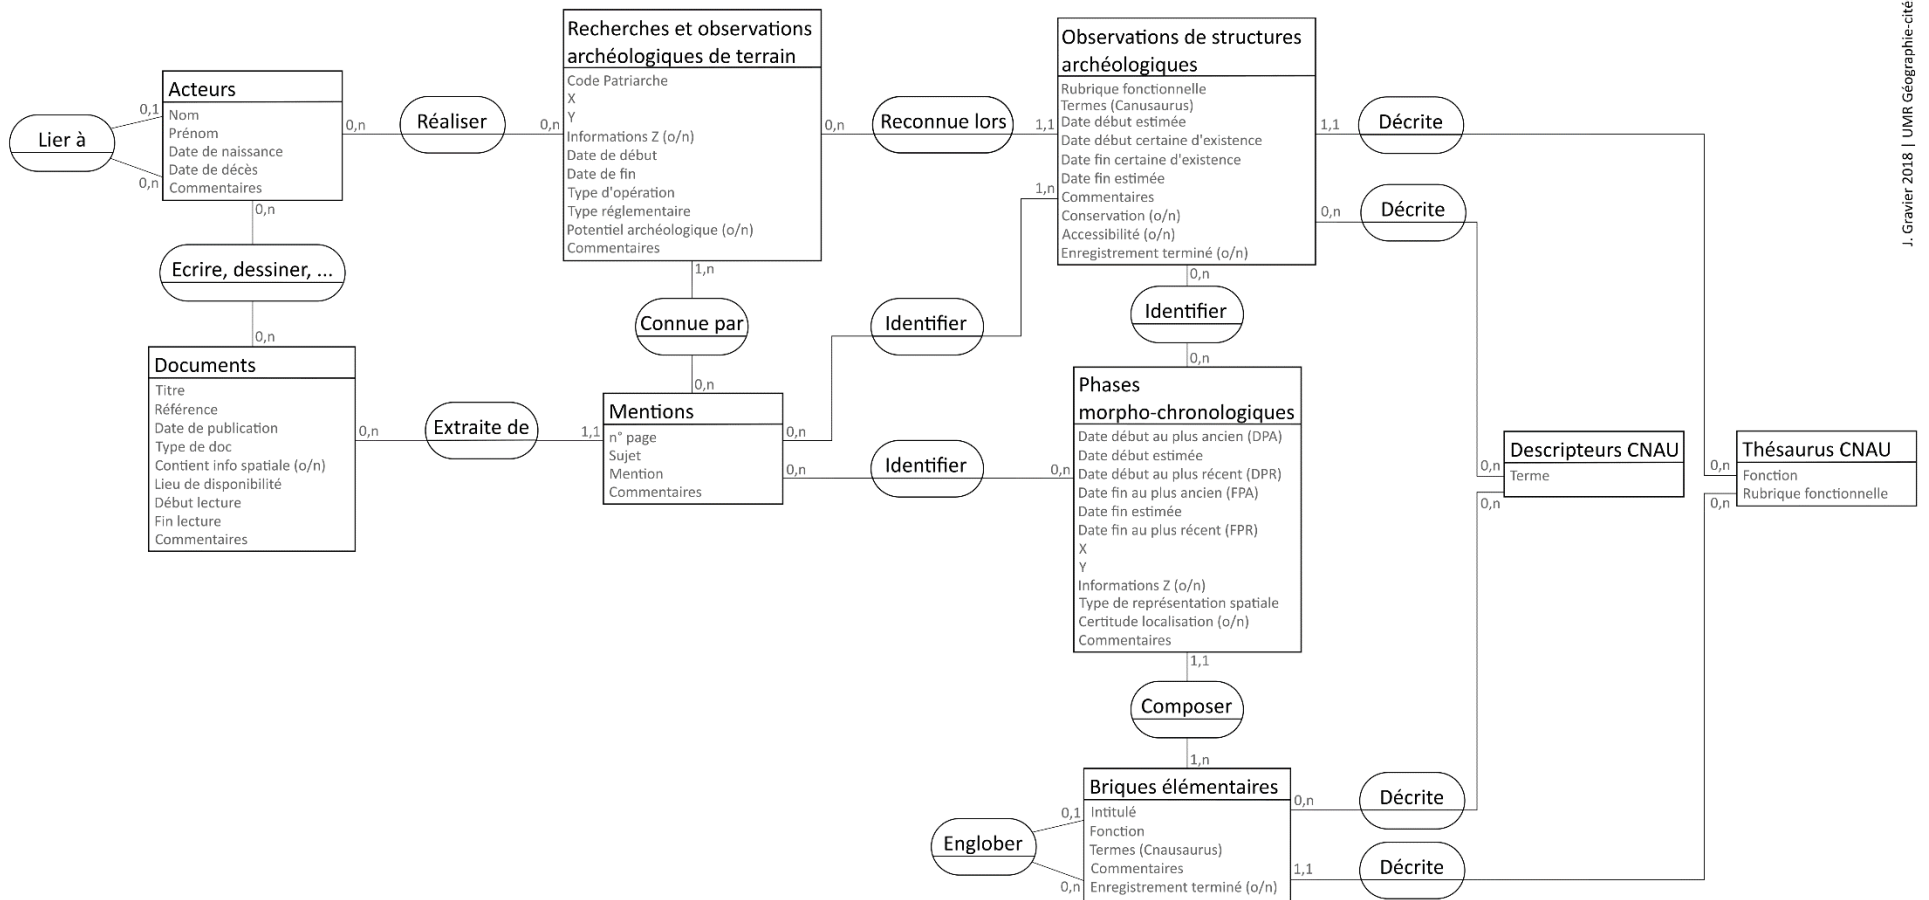 J. Gravier 2018 | UMR Géographie-cité
Acteurs
Nom
Prénom
Date de naissance
Date de décès
Commentaires
Lier à
0,1
0,n
0,n
Réaliser
0,n
Recherches et observations
archéologiques de terrain
Code Patriarche
X
Y
Informations Z (o/n)
Date de début
Date de fin
Type d'opération
Type réglementaire
Potentiel archéologique (o/n)
Commentaires
0,n
Reconnue lors
1,1
Observations de structures
archéologiques
Rubrique fonctionnelle
Termes (Canusaurus)
Date début estimée
Date début certaine d'existence
Date fin certaine d'existence
Date fin estimée
Commentaires
Conservation (o/n)
Accessibilité (o/n)
Enregistrement terminé (o/n)
1,1
Décrite
0,n
Décrite
0,n
Ecrire, dessiner, ...
0,n
1,n
Connue par
0,n
1,n
Identifier
0,n
0,n
Identifier
0,n
Documents
Titre
Référence
Date de publication
Type de doc
Contient info spatiale (o/n)
Lieu de disponibilité
Début lecture
Fin lecture
Commentaires
0,n
Extraite de
1,1
Mentions
n° page
Sujet
Mention
Commentaires
0,n
Identifier
0,n
Phases
morpho-chronologiques
Date début au plus ancien (DPA)
Date début estimée
Date début au plus récent (DPR)
Date fin au plus ancien (FPA)
Date fin estimée
Date fin au plus récent (FPR)
X
Y
Informations Z (o/n)
Type de représentation spatiale
Certitude localisation (o/n)
Commentaires
Descripteurs CNAU
Terme
0,n
0,n
Thésaurus CNAU
Fonction
Rubrique fonctionnelle
0,n
0,n
1,1
Composer
1,n
Briques élémentaires
Intitulé
Fonction
Termes (Cnausaurus)
Commentaires
Enregistrement terminé (o/n)
0,1
Englober
0,n
0,n
Décrite
1,1
Décrite